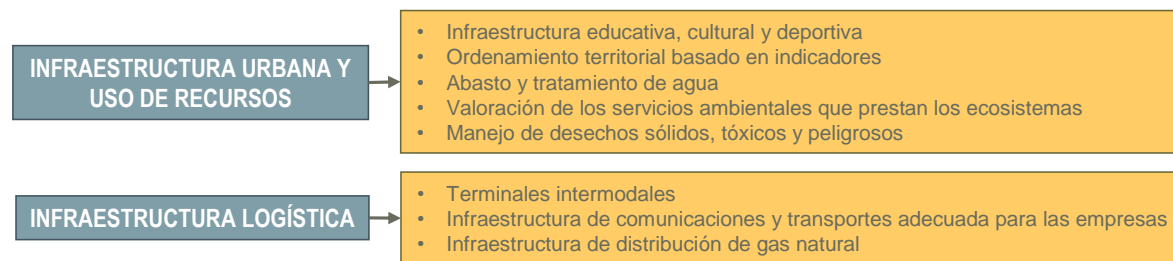 INFRAESTRUCTURA URBANA Y
USO DE RECURSOS
• Infraestructura educativa, cultural y deportiva
• Ordenamiento territorial basado en indicadores
• Abasto y tratamiento de agua
• Valoración de los servicios ambientales que prestan los ecosistemas
• Manejo de desechos sólidos, tóxicos y peligrosos
INFRAESTRUCTURA LOGÍSTICA
• Terminales intermodales
• Infraestructura de comunicaciones y transportes adecuada para las empresas
• Infraestructura de distribución de gas natural